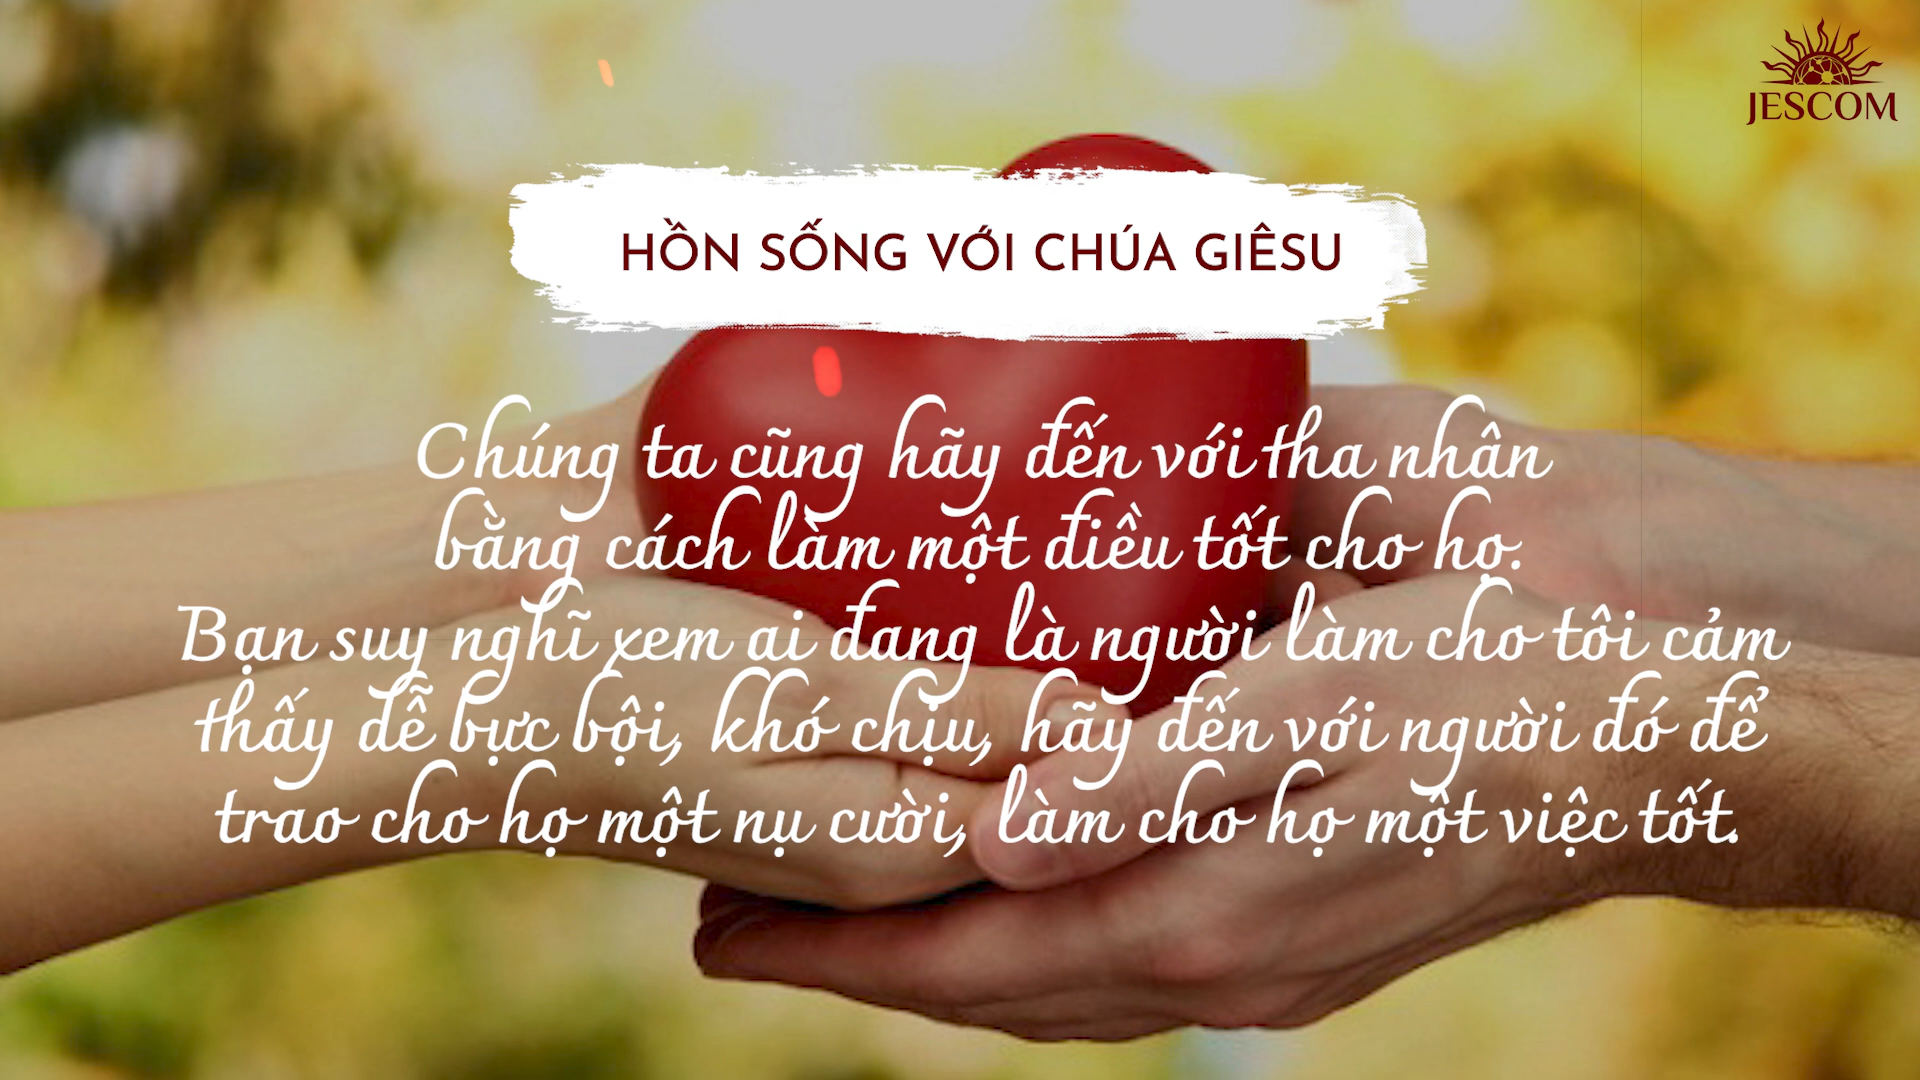 JESCOM
HỒN SỐNG VỚI CHÚA GIÊSU
Chúng ta cũng hãy đến với tha nhân
bằng cách làm một điều tốt cho họ.
Bạn suy nghĩ xem ai đang là người làm cho tôi cảm
thấy dễ bực bội, khó chịu, hãy đến với người đó để
trao cho họ một nụ cười, làm cho họ một việc tốt.